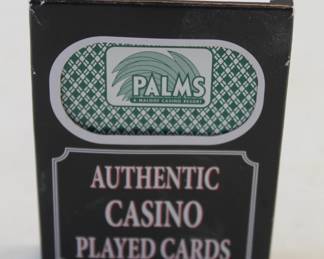 PALMS
A MALOOF CASINO RESORT
AUTHENTIC
CASINO
PLAYED CARDS